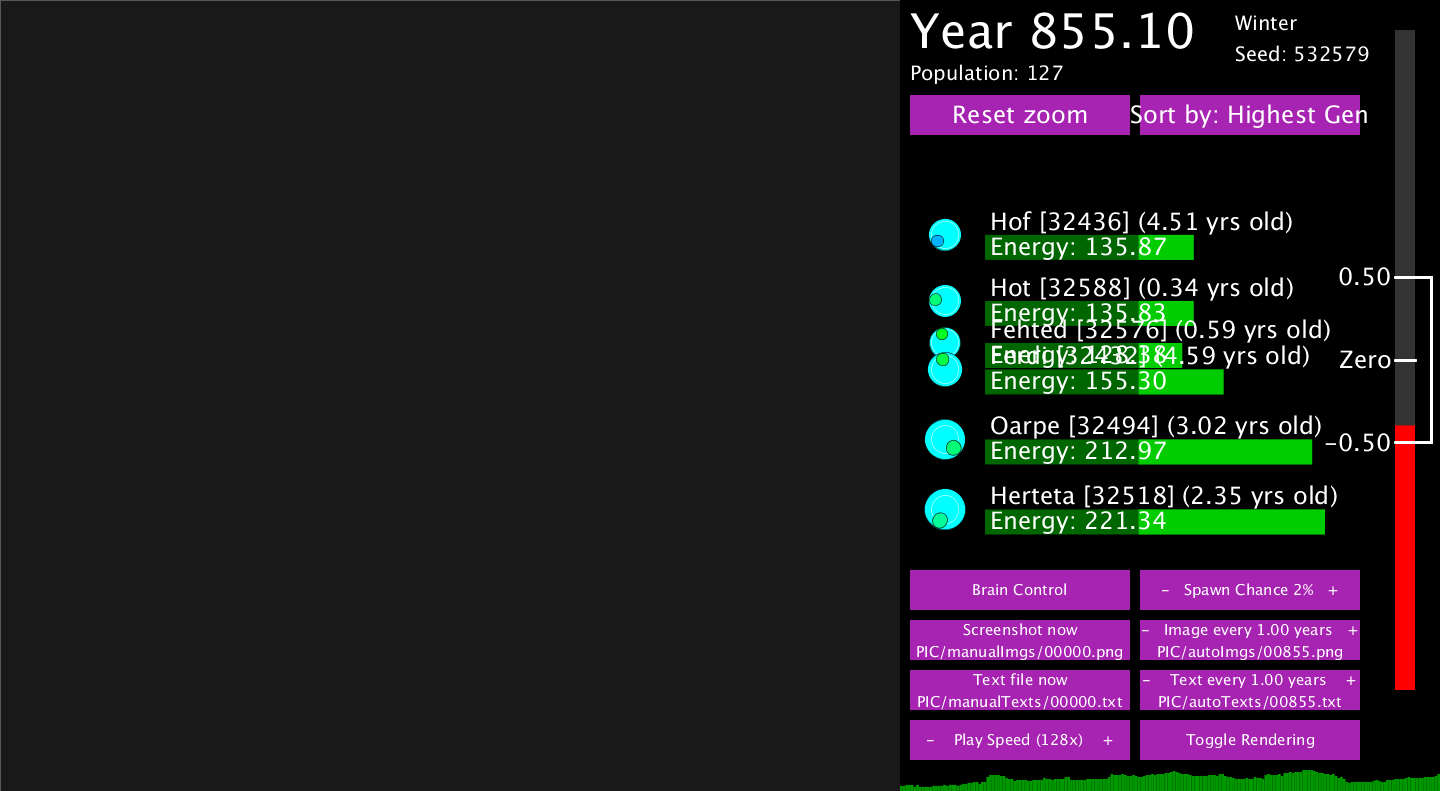 Year 855.10
Winter
Seed: 532579
Population: 127
Reset zoom
Sort by: Highest Gen
Hof [32436] (4.51 yrs old)
Energy: 135.87
Hot [32588] (0.34 yrs old)
Energy: 135.83
Fehted [32576] (0.59 yrs old)
Energy: 128.38
[32432] (4.59 yrs old)
Energy: 155.30
Oarpe [32494] (3.02 yrs old)
Energy: 212.97
Herteta [32518] (2.35 yrs old)
Energy: 221.34
0.50
Zero
-0.50
Brain Control
- Spawn Chance 2% +
Screenshot now
PIC/manualImgs/00000.png
- Image every 1.00 years +
PIC/autoImgs/00855.png
Text file now
PIC/manualTexts/00000.txt
- Text every 1.00 years +
PIC/autoTexts/00855.txt
- Play Speed (128x) +
Toggle Rendering